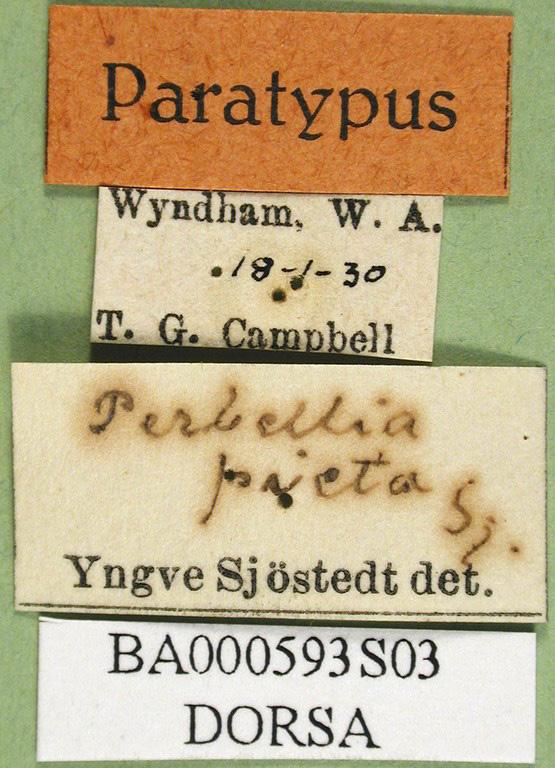 Paratypus
Wyndham, W. A.
18-1-30
T. G. Campbell
Perbellia
picta Sj.
Yngve Sjöstedt det.
BA000593S03
DORSA